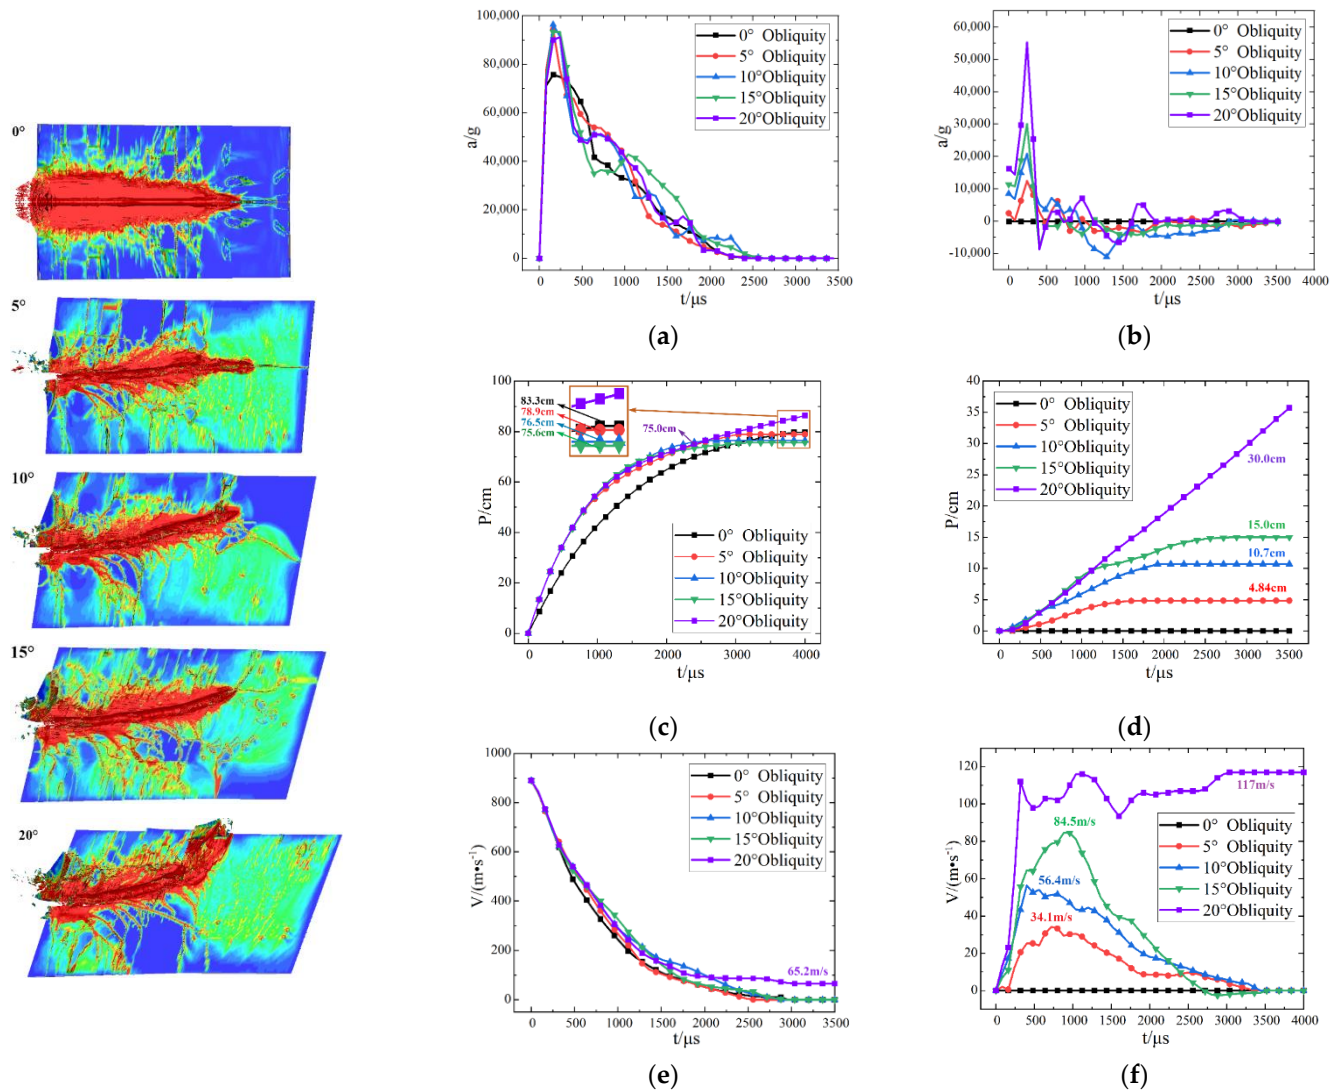 0°
5°
10°
15°
20°
100,000
80,000
60,000
40,000
20,000
0
a/g
0° Obliquity
5° Obliquity
10°Obliquity
15°Obliquity
20°Obliquity
0 500 1000 1500 2000 2500 3000 3500
t/μs
(a)
60,000
50,000
40,000
30,000
20,000
10,000
0
-10,000
a/g
0° Obliquity
5° Obliquity
10°Obliquity
15°Obliquity
20°Obliquity
0 500 1000 1500 2000 2500 3000 3500 4000
t/μs
(b)
100
80
60
40
20
0
P/cm
83.3cm
78.9cm
76.5cm
75.6cm
75.0cm
0° Obliquity
5° Obliquity
10°Obliquity
15°Obliquity
20°Obliquity
0 1000 2000 3000 4000
t/μs
(c)
40
35
30
25
20
15
10
5
0
P/cm
0° Obliquity
5° Obliquity
10°Obliquity
15°Obliquity
20°Obliquity
30.0cm
15.0cm
10.7cm
4.84cm
0 500 1000 1500 2000 2500 3000 3500
t/μs
(d)
1000
800
600
400
200
0
V/(m•s⁻¹)
0° Obliquity
5° Obliquity
10°Obliquity
15°Obliquity
20°Obliquity
65.2m/s
0 500 1000 1500 2000 2500 3000 3500
t/μs
(e)
120
100
80
60
40
20
0
V/(m•s⁻¹)
117m/s
84.5m/s
56.4m/s
34.1m/s
0° Obliquity
5° Obliquity
10°Obliquity
15°Obliquity
20°Obliquity
0 500 1000 1500 2000 2500 3000 3500 4000
t/μs
(f)